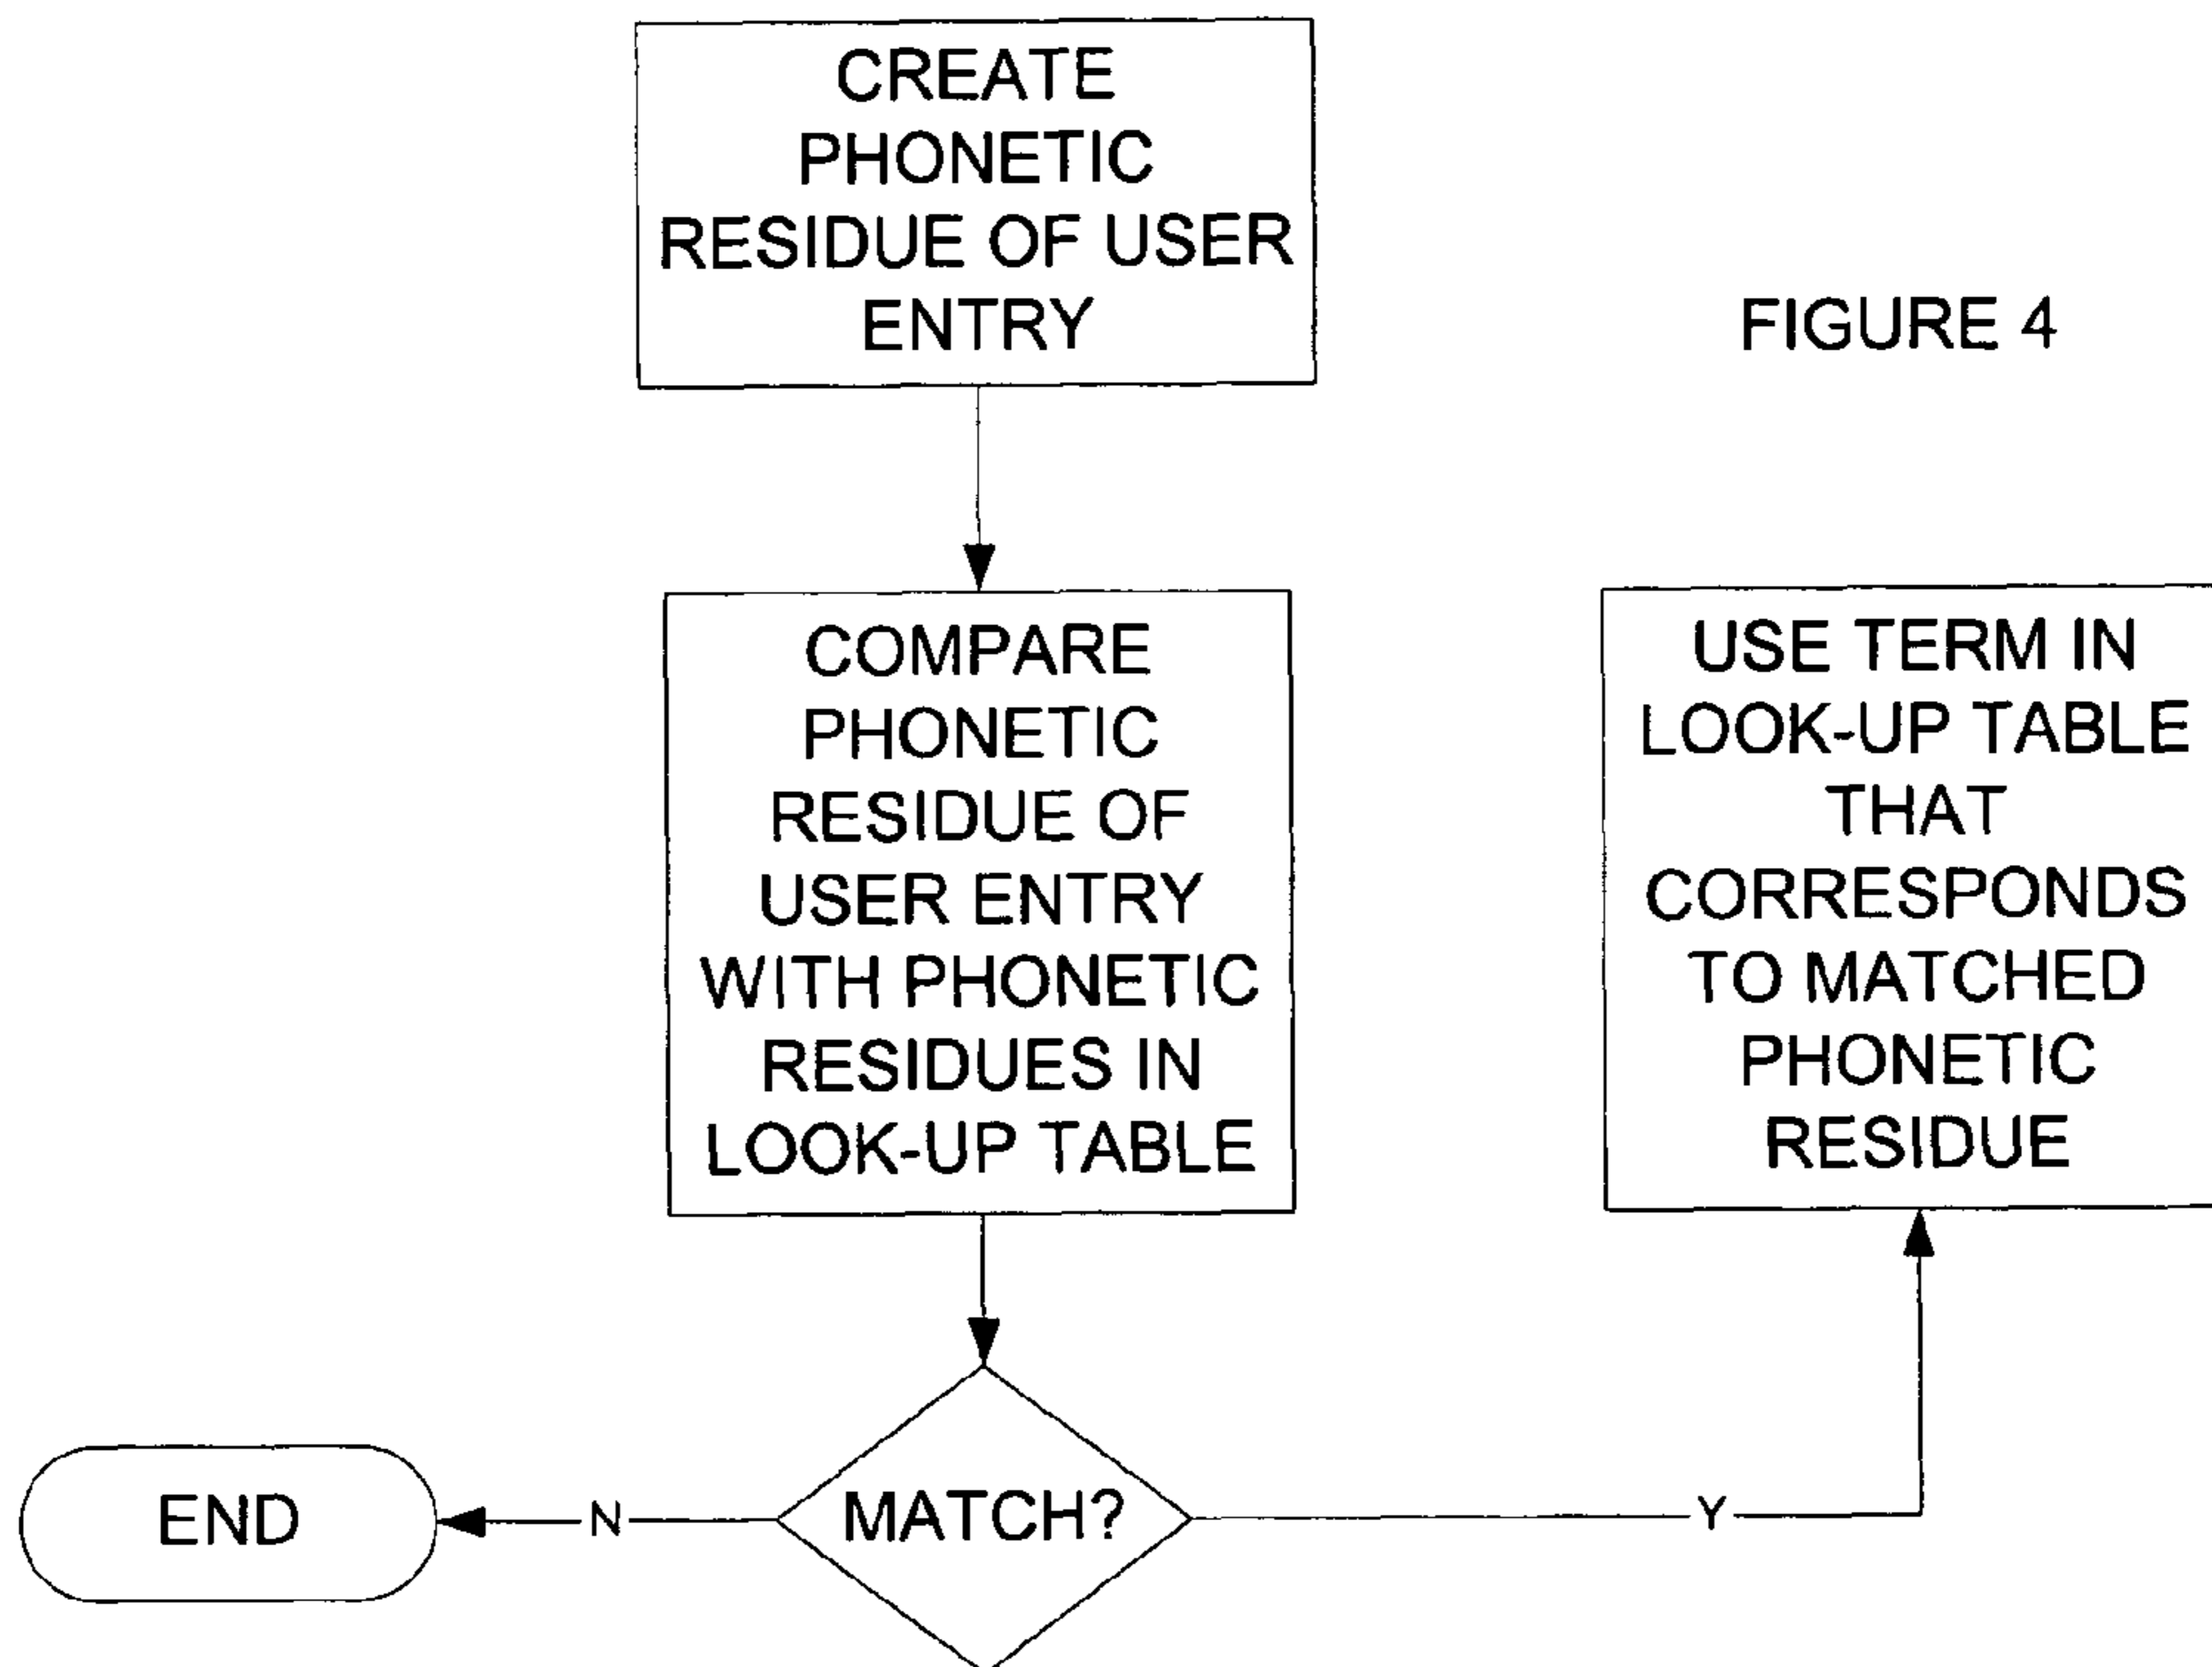 CREATE
PHONETIC
RESIDUE OF USER
ENTRY
FIGURE 4
COMPARE
PHONETIC
RESIDUE OF
USER ENTRY
WITH PHONETIC
RESIDUES IN
LOOK-UP TABLE
USE TERM IN
LOOK-UP TABLE
THAT
CORRESPONDS
TO MATCHED
PHONETIC
RESIDUE
END
N
MATCH?
Y